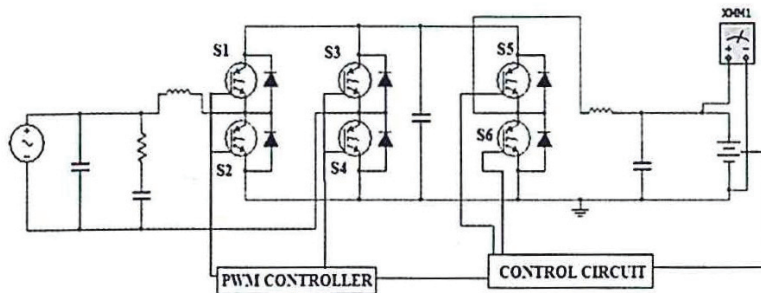 XMM1
S1
S3
S5
S2
S4
S6
PWM CONTROLLER
CONTROL CIRCUIT